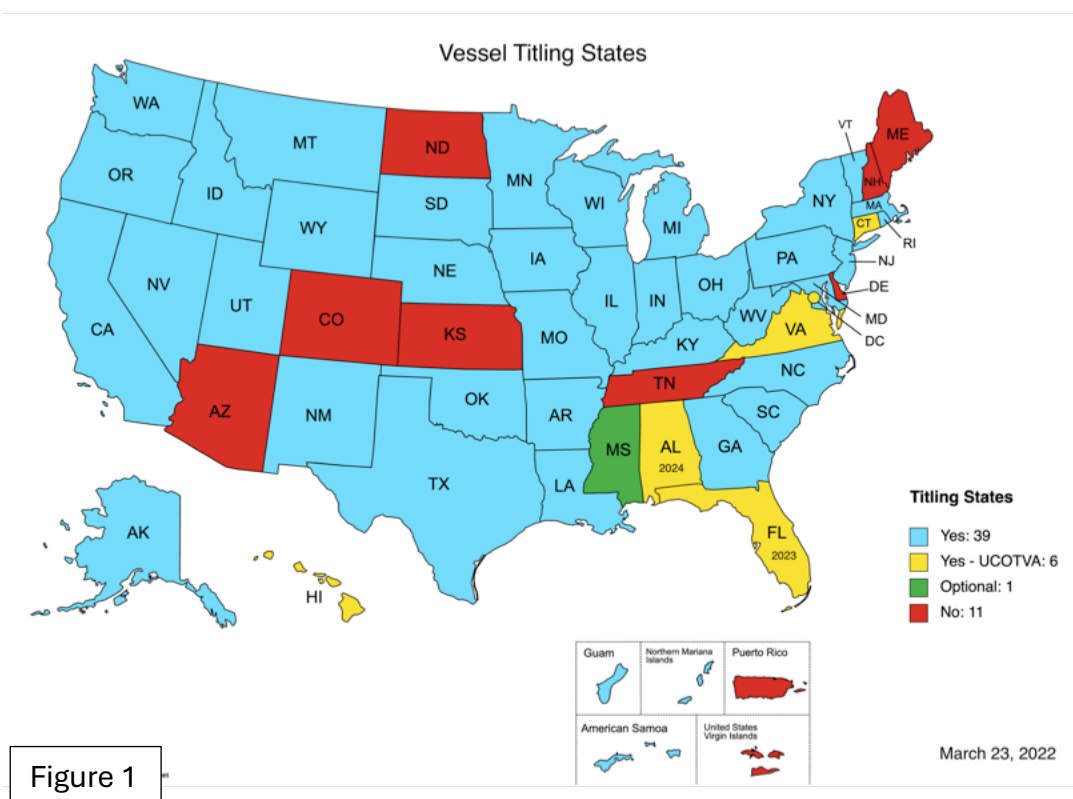 Vessel Titling States
WA
MT
ND
MN
VT
ME
OR
ID
SD
WI
MI
NY
NH
MA
WY
CT
RI
NV
UT
NE
IA
PA
NJ
CA
CO
KS
IL
IN
OH
DE
WV
MD
MO
VA
DC
KY
AZ
NM
OK
AR
TN
NC
SC
MS
AL
2024
GA
TX
LA
AK
FL
2023
HI
Titling States
Yes: 39
Yes - UCOTVA: 6
Optional: 1
No: 11
Guam
Northern Mariana
Islands
Puerto Rico
American Samoa
United States
Virgin Islands
March 23, 2022
Figure 1
et